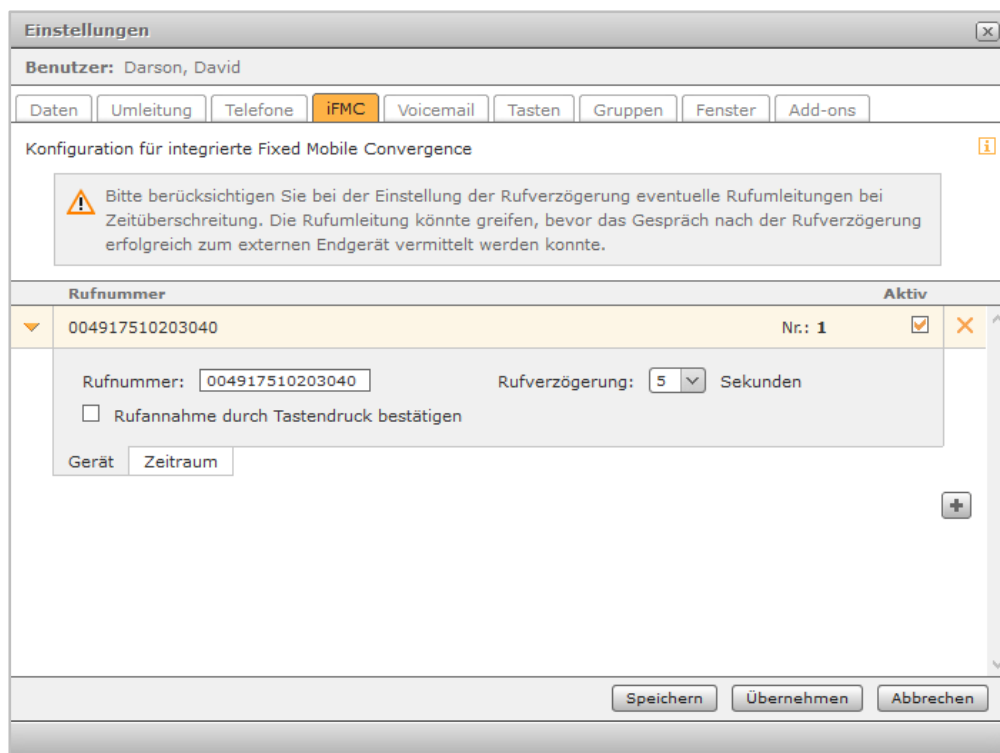 Einstellungen
Benutzer: Darson, David
Daten Umleitung Telefone iFMC Voicemail Tasten Gruppen Fenster Add-ons
Konfiguration für integrierte Fixed Mobile Convergence
Bitte berücksichtigen Sie bei der Einstellung der Rufverzögerung eventuelle Rufumleitungen bei
Zeitüberschreitung. Die Rufumleitung könnte greifen, bevor das Gespräch nach der Rufverzögerung
erfolgreich zum externen Endgerät vermittelt werden konnte.
Rufnummer Aktiv
004917510203040 Nr.: 1
Rufnummer: 004917510203040 Rufverzögerung: 5 Sekunden
Rufannahme durch Tastendruck bestätigen
Gerät Zeitraum
Speichern Übernehmen Abbrechen